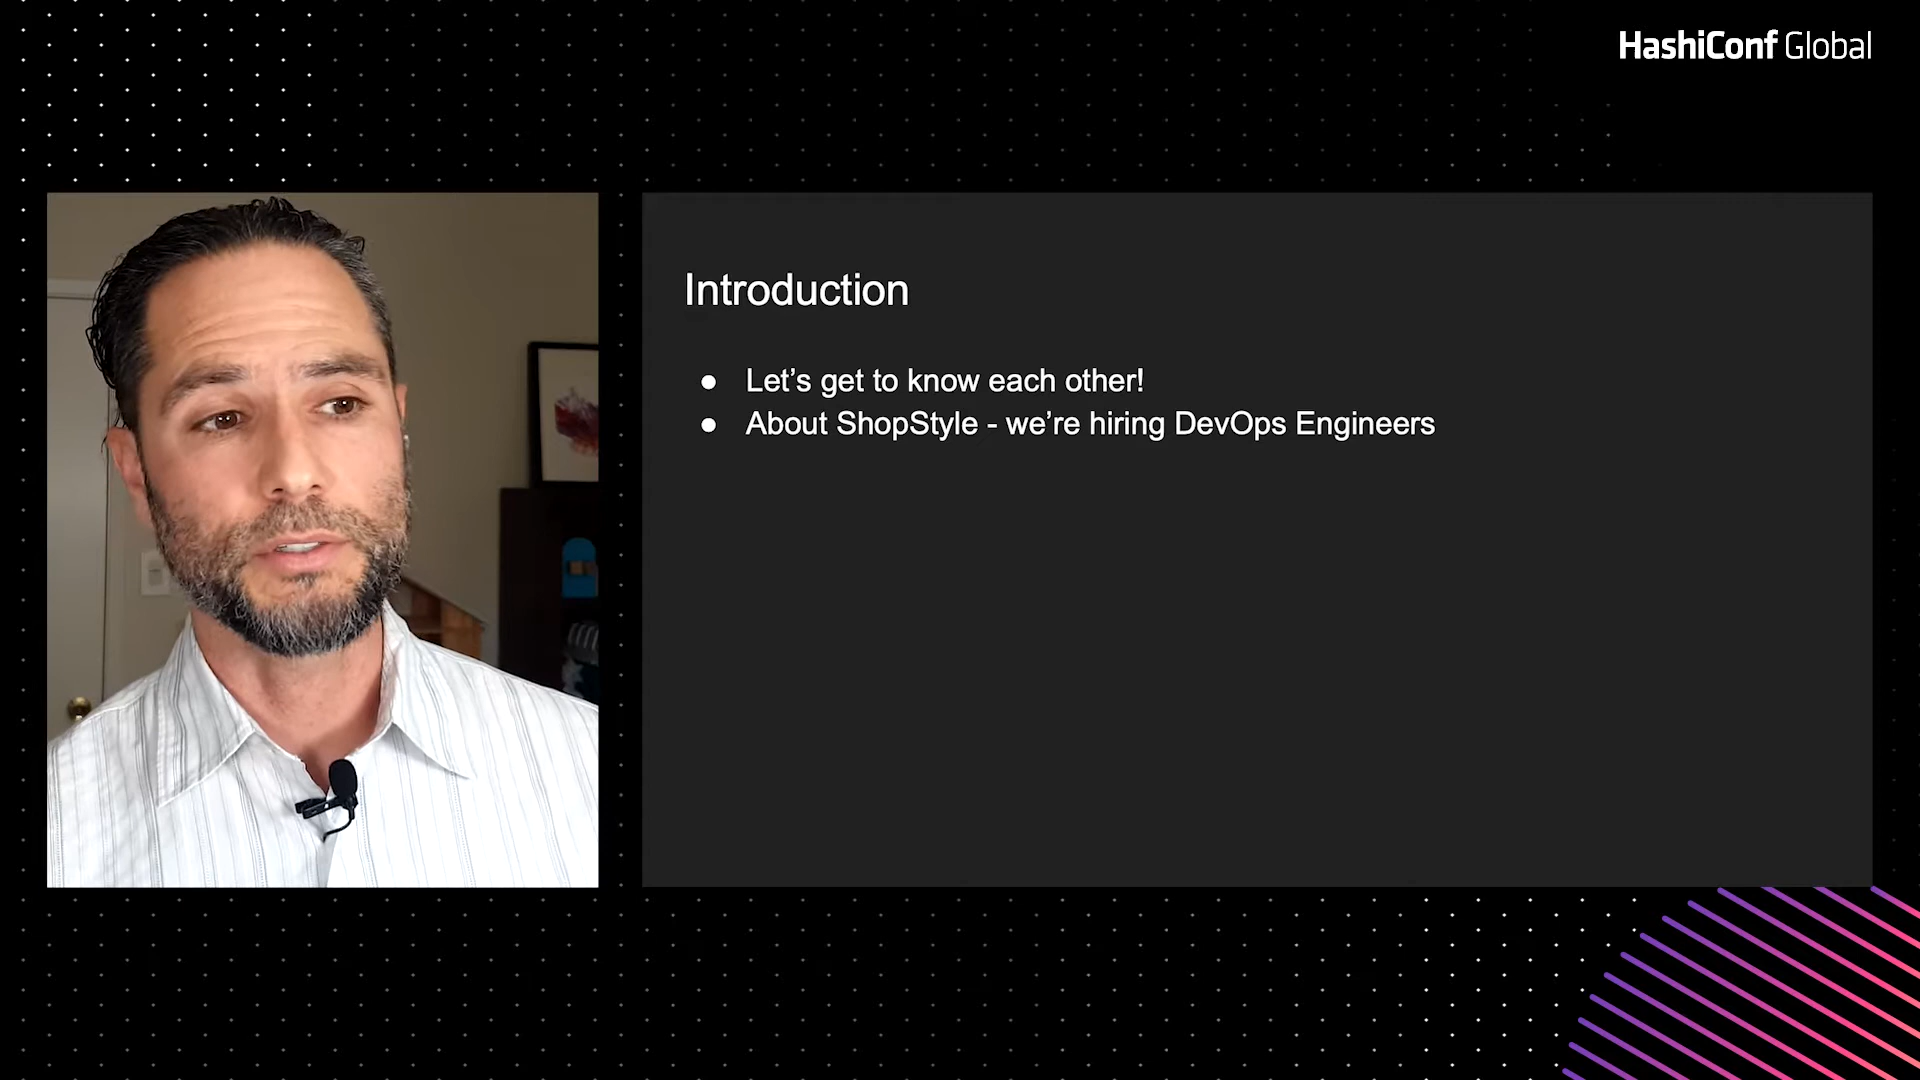 HashiConf Global
Introduction
● Let’s get to know each other!
● About ShopStyle - we’re hiring DevOps Engineers